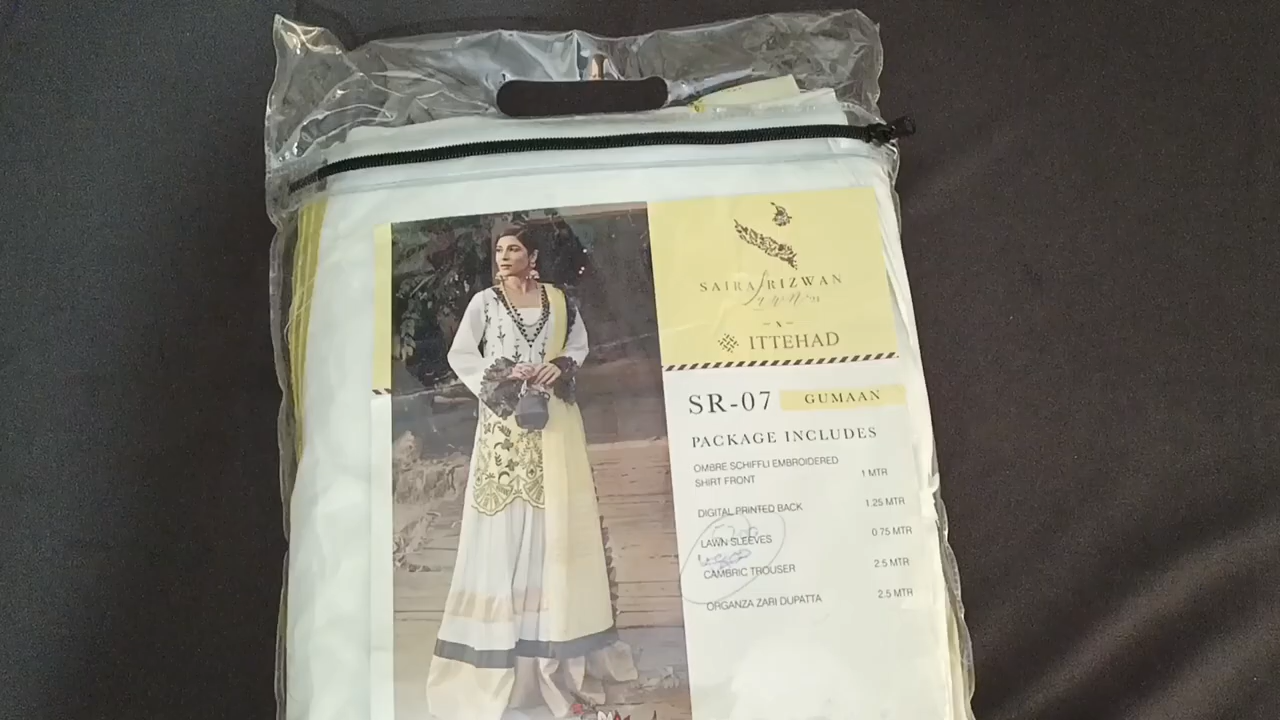 SAIRA RIZWAN
Lawn
- X -
ITTEHAD
SR-07 GUMAAN
PACKAGE INCLUDES
OMBRE SCHIFFLI EMBROIDERED
SHIRT FRONT 1 MTR
DIGITAL PRINTED BACK 1.25 MTR
LAWN SLEEVES 0.75 MTR
CAMBRIC TROUSER 2.5 MTR
ORGANZA ZARI DUPATTA 2.5 MTR